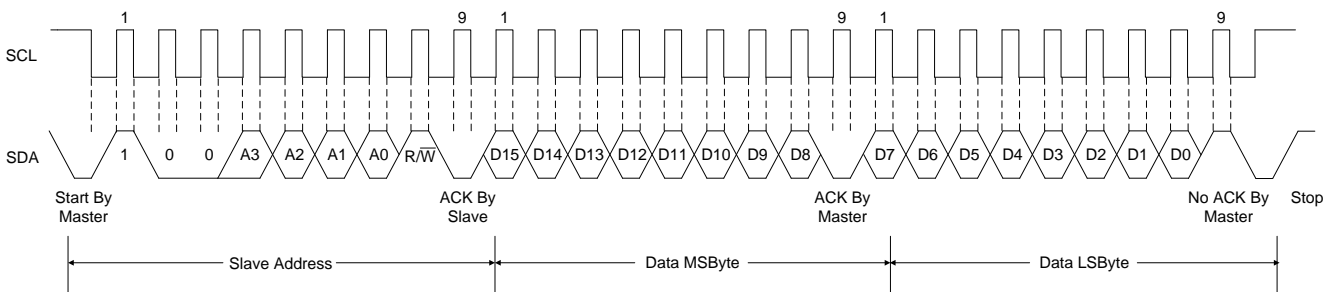 1 9 1 9 1 9
SCL
SDA
1 0 0 A3 A2 A1 A0 R/W̅ D15 D14 D13 D12 D11 D10 D9 D8 D7 D6 D5 D4 D3 D2 D1 D0
Start By
Master
ACK By
Slave
ACK By
Master
No ACK By
Master
Stop
Slave Address
Data MSByte
Data LSByte